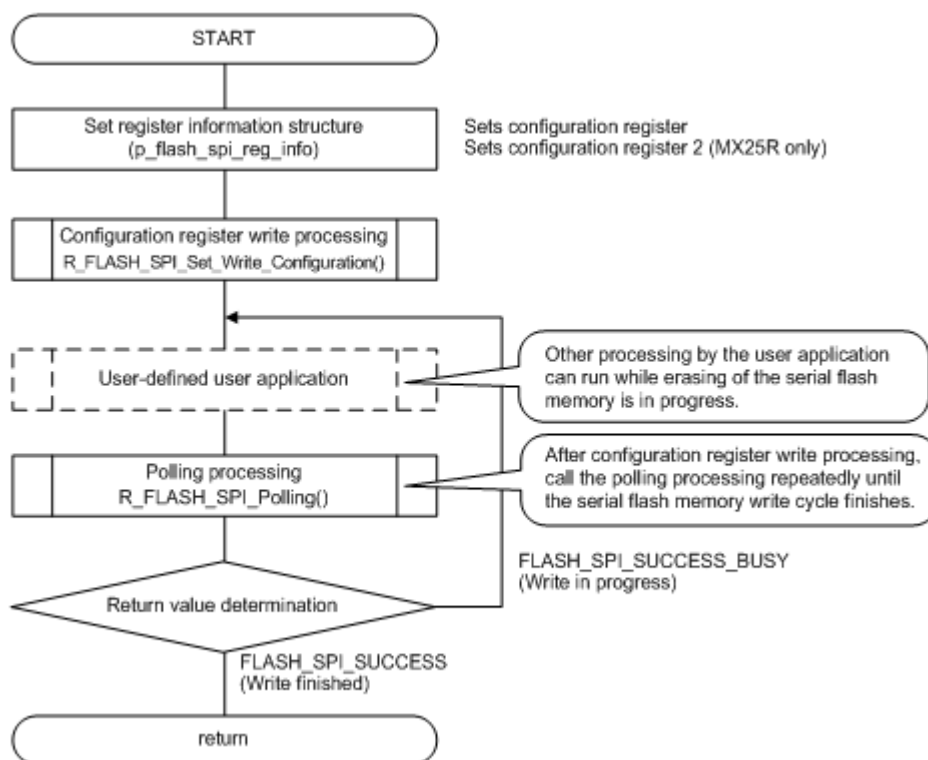 START
Set register information structure
(p_flash_spi_reg_info)
Sets configuration register
Sets configuration register 2 (MX25R only)
Configuration register write processing
R_FLASH_SPI_Set_Write_Configuration()
User-defined user application
Other processing by the user application
can run while erasing of the serial flash
memory is in progress.
Polling processing
R_FLASH_SPI_Polling()
After configuration register write processing,
call the polling processing repeatedly until
the serial flash memory write cycle finishes.
FLASH_SPI_SUCCESS_BUSY
(Write in progress)
Return value determination
FLASH_SPI_SUCCESS
(Write finished)
return